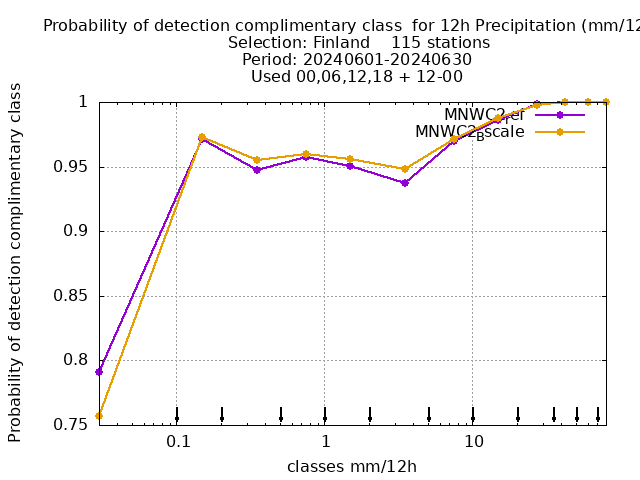 Probability of detection complimentary class  for 12h Precipitation (mm/12
Selection: Finland    115 stations
Period: 20240601-20240630
Used 00,06,12,18 + 12-00
Probability of detection complimentary class
1
0.95
0.9
0.85
0.8
0.75
0.1
1
10
classes mm/12h
MNWC2rer
MNWC2Bscale